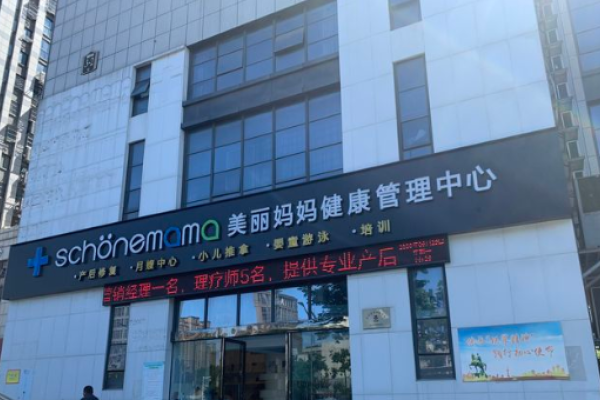 schönemama 美丽妈妈健康管理中心
·产后修复 ·月嫂中心 ·小儿推拿 ·婴童游泳 ·培训
营销经理一名，理疗师5名，提供专业产后